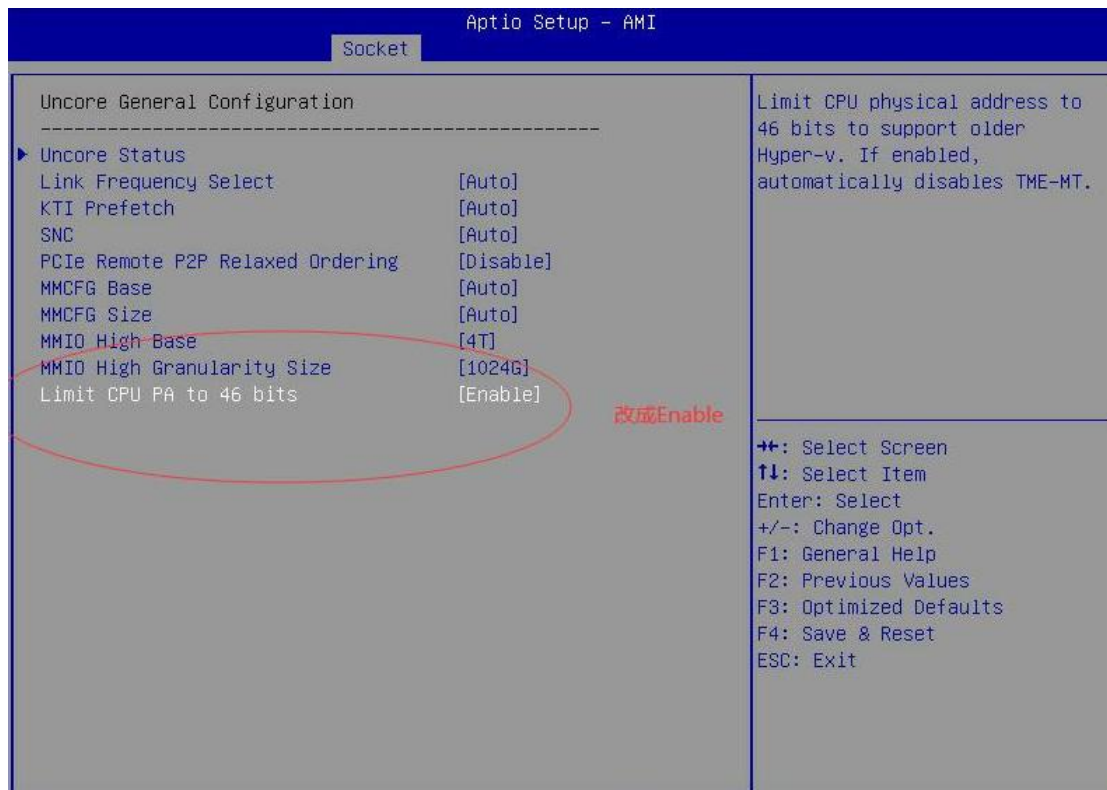 Aptio Setup – AMI
Socket
Uncore General Configuration
--------------------------------------------------
Uncore Status
Link Frequency Select [Auto]
KTI Prefetch [Auto]
SNC [Auto]
PCIe Remote P2P Relaxed Ordering [Disable]
MMCFG Base [Auto]
MMCFG Size [Auto]
MMIO High Base [4T]
MMIO High Granularity Size [1024G]
Limit CPU PA to 46 bits [Enable]
改成Enable
Limit CPU physical address to
46 bits to support older
Hyper-v. If enabled,
automatically disables TME-MT.
→←: Select Screen
↑↓: Select Item
Enter: Select
+/-: Change Opt.
F1: General Help
F2: Previous Values
F3: Optimized Defaults
F4: Save & Reset
ESC: Exit